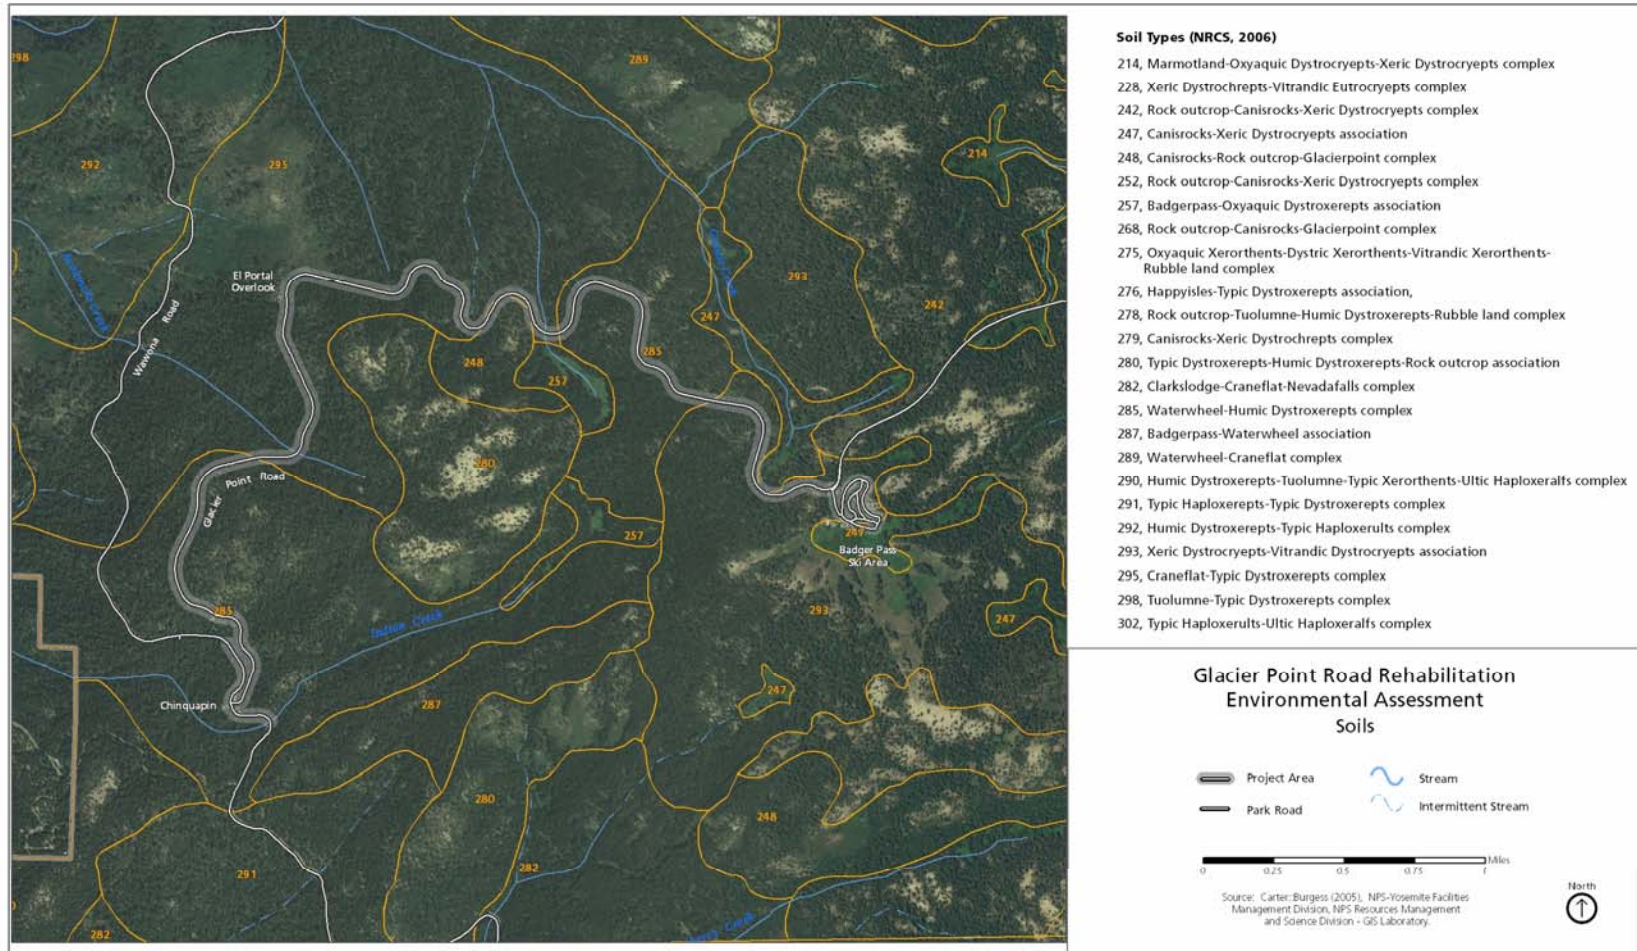 298
289
292
295
214
293
242
El Portal
Overlook
Wawona Road
247
248
285
257
280
Glacier Point Road
257
247
Badger Pass
Ski Area
285
293
247
Indian Creek
247
Chinquapin
287
280
248
291
282
282
Soil Types (NRCS, 2006)
214, Marmotland-Oxyaquic Dystrocryepts-Xeric Dystrocryepts complex
228, Xeric Dystrochrepts-Vitrandic Eutrocryepts complex
242, Rock outcrop-Canisrocks-Xeric Dystrocryepts complex
247, Canisrocks-Xeric Dystrocryepts association
248, Canisrocks-Rock outcrop-Glacierpoint complex
252, Rock outcrop-Canisrocks-Xeric Dystrocryepts complex
257, Badgerpass-Oxyaquic Dystroxerepts association
268, Rock outcrop-Canisrocks-Glacierpoint complex
275, Oxyaquic Xerorthents-Dystric Xerorthents-Vitrandic Xerorthents-
Rubble land complex
276, Happyisles-Typic Dystroxerepts association,
278, Rock outcrop-Tuolumne-Humic Dystroxerepts-Rubble land complex
279, Canisrocks-Xeric Dystrochrepts complex
280, Typic Dystroxerepts-Humic Dystroxerepts-Rock outcrop association
282, Clarkslodge-Craneflat-Nevadafalls complex
285, Waterwheel-Humic Dystroxerepts complex
287, Badgerpass-Waterwheel association
289, Waterwheel-Craneflat complex
290, Humic Dystroxerepts-Tuolumne-Typic Xerorthents-Ultic Haploxeralfs complex
291, Typic Haploxerepts-Typic Dystroxerepts complex
292, Humic Dystroxerepts-Typic Haploxerults complex
293, Xeric Dystrocryepts-Vitrandic Dystrocryepts association
295, Craneflat-Typic Dystroxerepts complex
298, Tuolumne-Typic Dystroxerepts complex
302, Typic Haploxerults-Ultic Haploxeralfs complex
Glacier Point Road Rehabilitation
Environmental Assessment
Soils
Project Area
Stream
Park Road
Intermittent Stream
0 0.25 0.5 0.75 1 Miles
Source: Carter::Burgess (2005), NPS-Yosemite Facilities
Management Division, NPS Resources Management
and Science Division - GIS Laboratory.
North